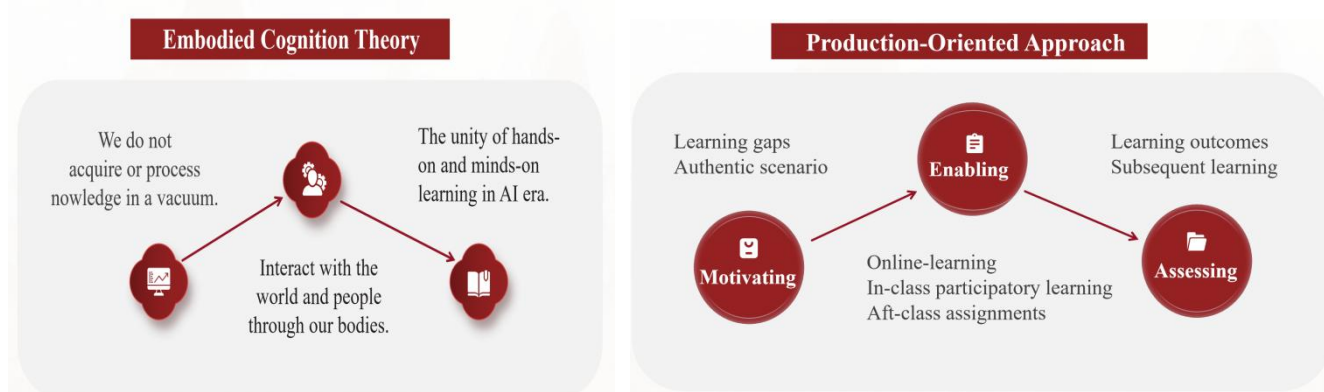 Embodied Cognition Theory
We do not
acquire or process
nowledge in a vacuum.
The unity of hands-
on and minds-on
learning in AI era.
Interact with the
world and people
through our bodies.
Production-Oriented Approach
Learning gaps
Authentic scenario
Enabling
Learning outcomes
Subsequent learning
Motivating
Online-learning
In-class participatory learning
Aft-class assignments
Assessing